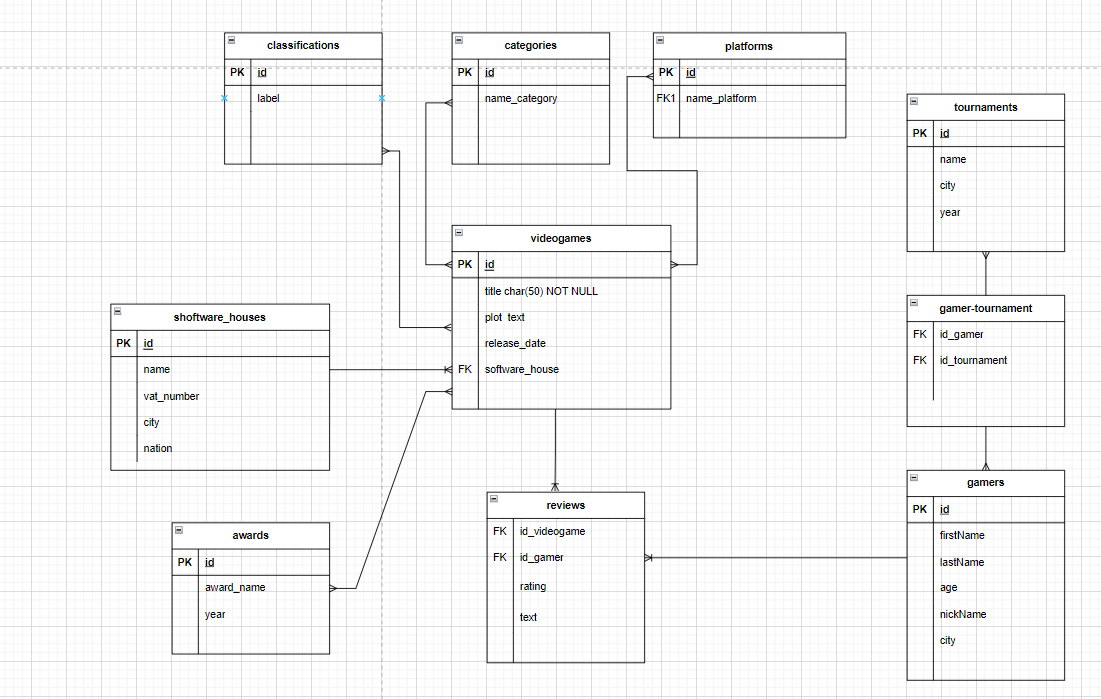 classifications
PK id
label
categories
PK id
name_category
platforms
PK id
FK1 name_platform
tournaments
PK id
name
city
year
videogames
PK id
title char(50) NOT NULL
plot text
release_date
FK software_house
shoftware_houses
PK id
name
vat_number
city
nation
gamer-tournament
FK id_gamer
FK id_tournament
awards
PK id
award_name
year
reviews
FK id_videogame
FK id_gamer
rating
text
gamers
PK id
firstName
lastName
age
nickName
city